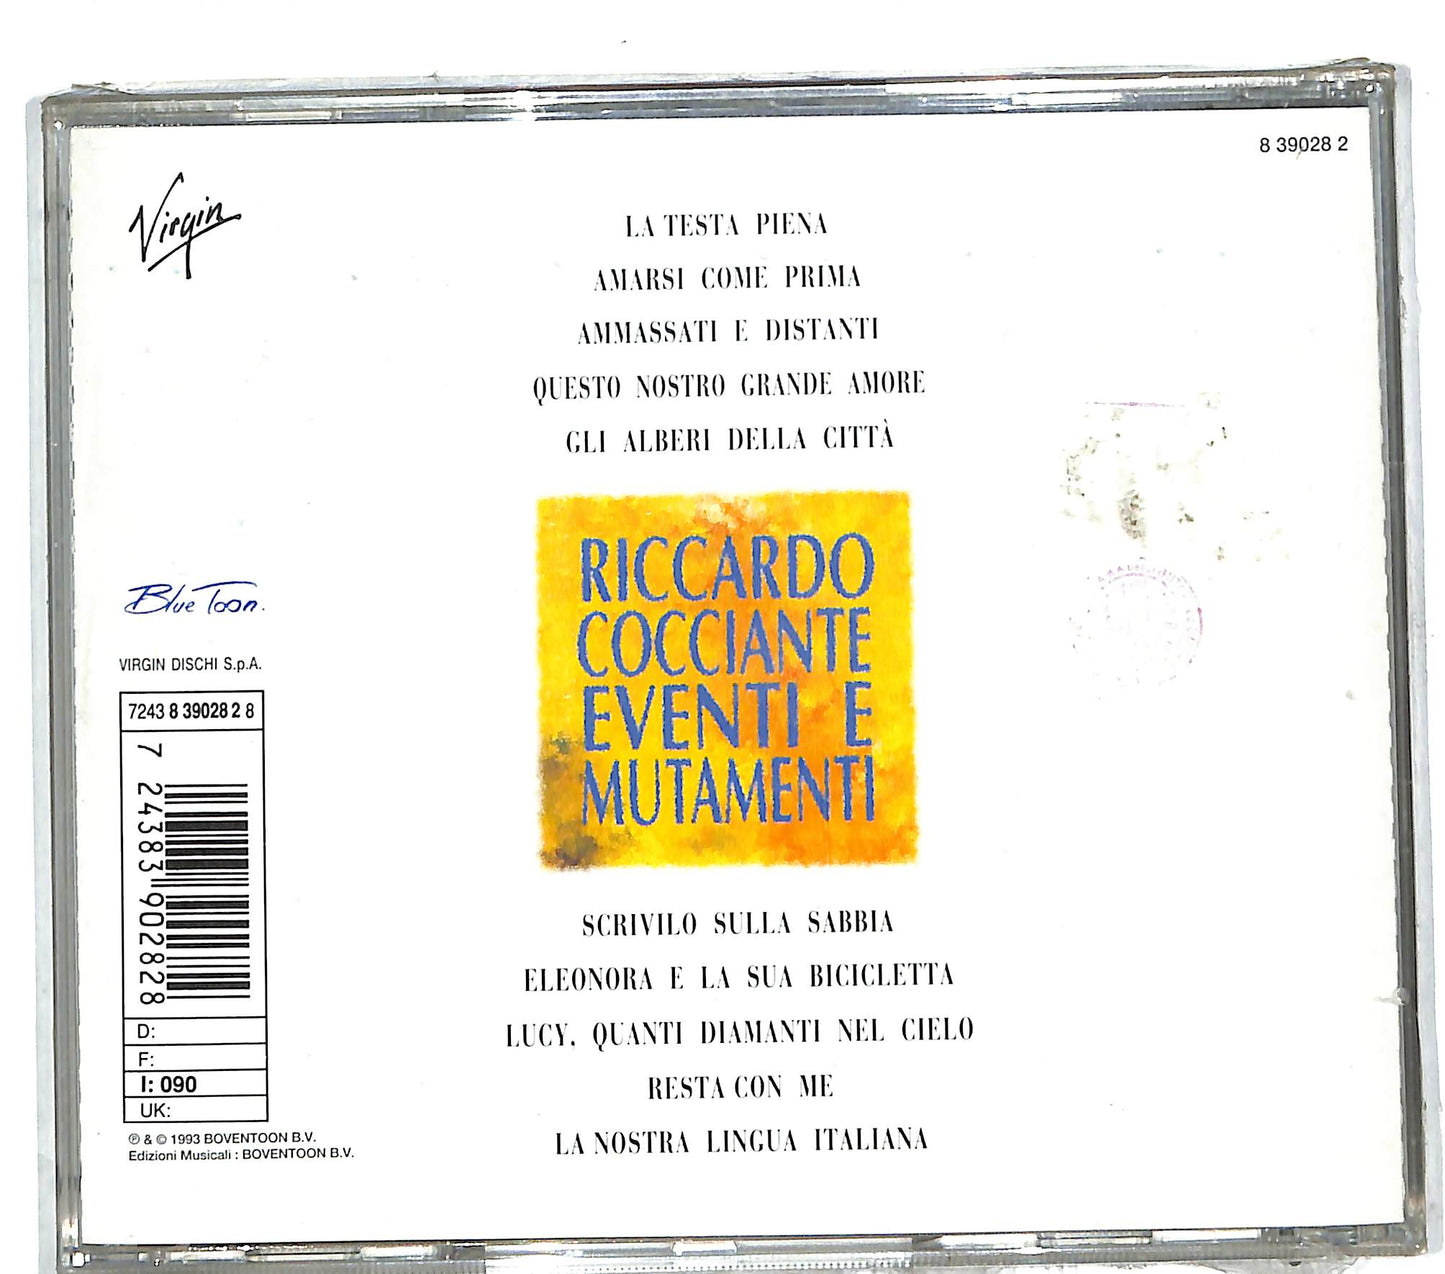 8 39028 2
Virgin
LA TESTA PIENA
AMARSI COME PRIMA
AMMASSATI E DISTANTI
QUESTO NOSTRO GRANDE AMORE
GLI ALBERI DELLA CITTÀ
RICCARDO
COCCIANTE
EVENTI E
MUTAMENTI
SCRIVILO SULLA SABBIA
ELEONORA E LA SUA BICICLETTA
LUCY, QUANTI DIAMANTI NEL CIELO
RESTA CON ME
LA NOSTRA LINGUA ITALIANA
Blue Toon.
VIRGIN DISCHI S.p.A.
7243 8 39028 2 8
7 24383 90282 8
D:
F:
I: 090
UK:
℗ & © 1993 BOVENTOON B.V.
Edizioni Musicali : BOVENTOON B.V.